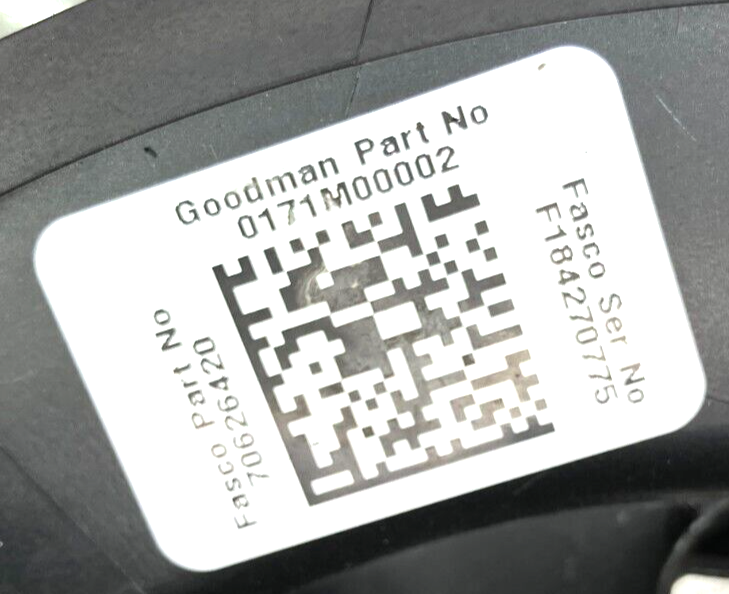 Goodman Part No
0171M00002
Fasco Part No
70626420
Fasco Ser No
F184270775